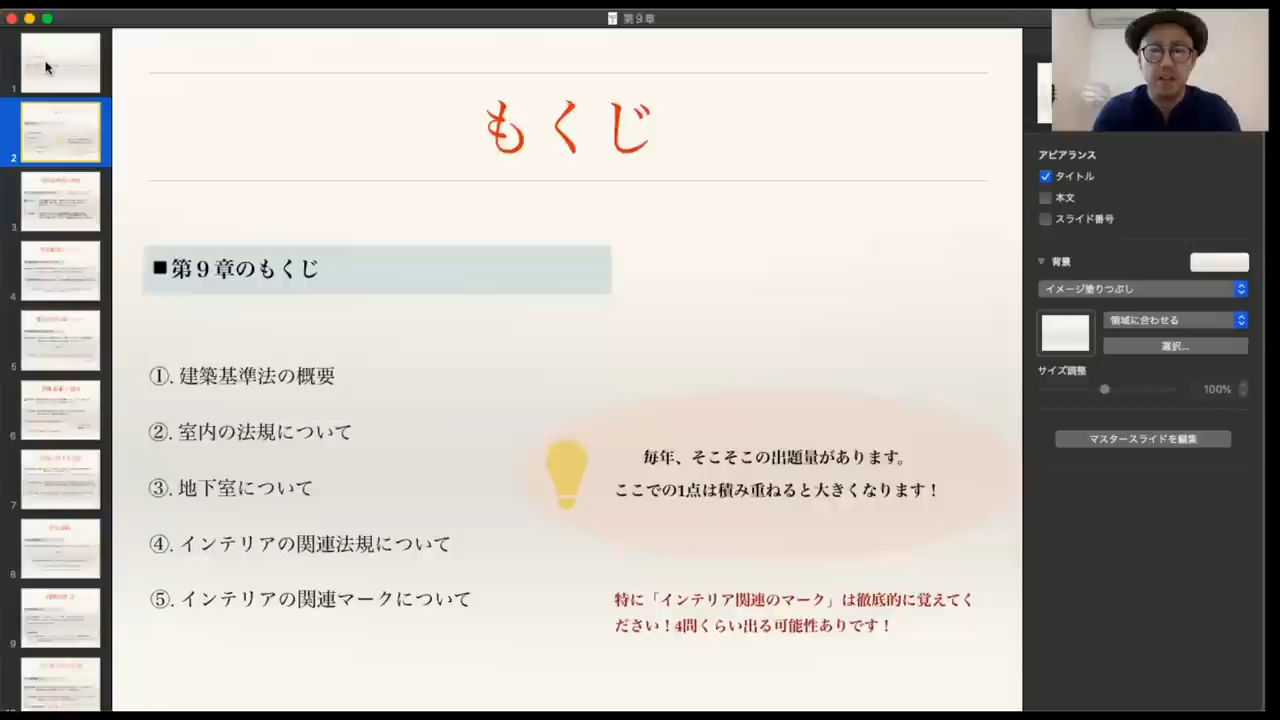 第９章
もくじ
■第９章のもくじ
①. 建築基準法の概要
②. 室内の法規について
③. 地下室について
④. インテリアの関連法規について
⑤. インテリアの関連マークについて
毎年、そこそこの出題量があります。
ここでの1点は積み重ねると大きくなります！
特に「インテリア関連のマーク」は徹底的に覚えてく
ださい！4問くらい出る可能性ありです！
アピアランス
タイトル
本文
スライド番号
背景
イメージ塗りつぶし
領域に合わせる
選択...
サイズ調整
100%
マスタースライドを編集
1
2
3
4
5
6
7
8
9